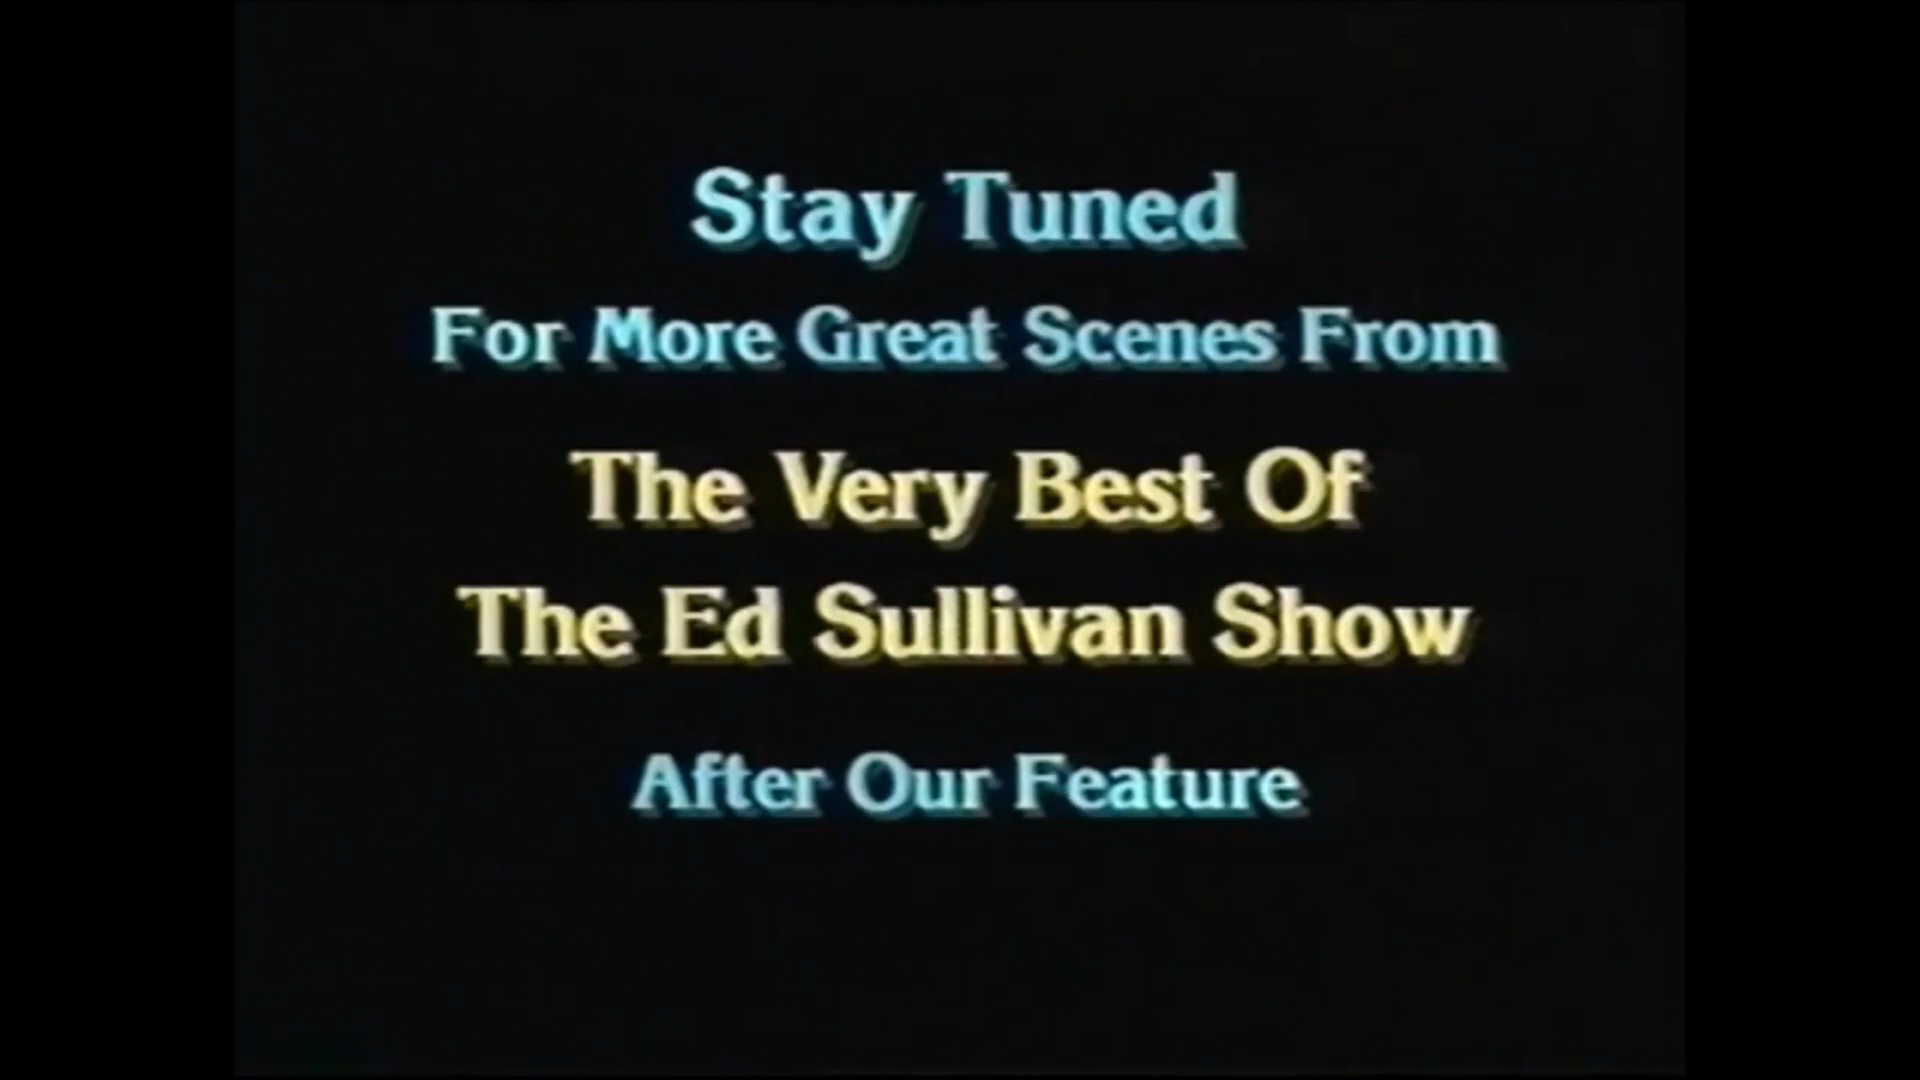 Stay Tuned
For More Great Scenes From
The Very Best Of
The Ed Sullivan Show
After Our Feature